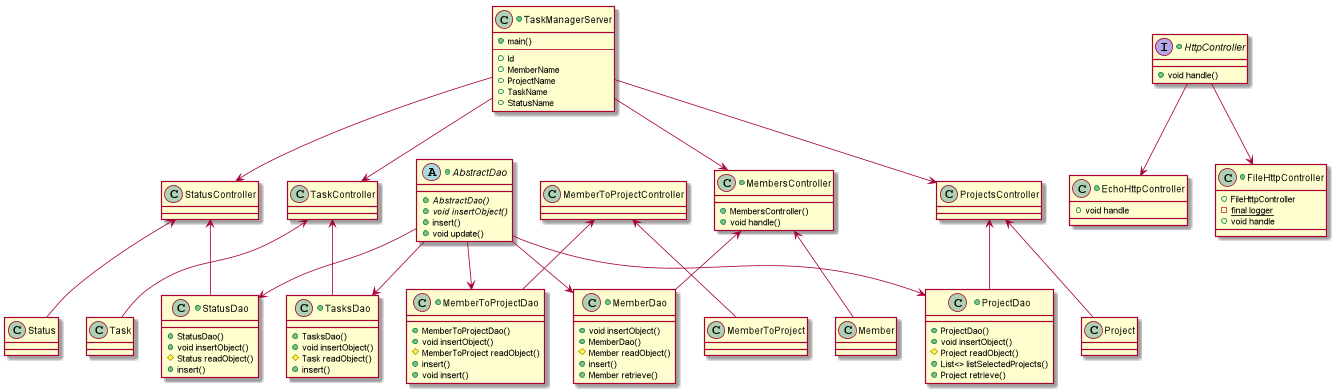 C TaskManagerServer
main()
Id
MemberName
ProjectName
TaskName
StatusName
I HttpController
void handle()
C StatusController
C TaskController
A AbstractDao
AbstractDao()
void insertObject()
insert()
void update()
C MemberToProjectController
C MembersController
MembersController()
void handle()
C ProjectsController
C EchoHttpController
void handle
C FileHttpController
FileHttpController
final logger
void handle
C Status
C Task
C StatusDao
StatusDao()
void insertObject()
Status readObject()
insert()
C TasksDao
TasksDao()
void insertObject()
Task readObject()
insert()
C MemberToProjectDao
MemberToProjectDao()
void insertObject()
MemberToProject readObject()
insert()
void insert()
C MemberDao
void insertObject()
MemberDao()
Member readObject()
insert()
Member retrieve()
C MemberToProject
C Member
C ProjectDao
ProjectDao()
void insertObject()
Project readObject()
List<> listSelectedProjects()
Project retrieve()
C Project